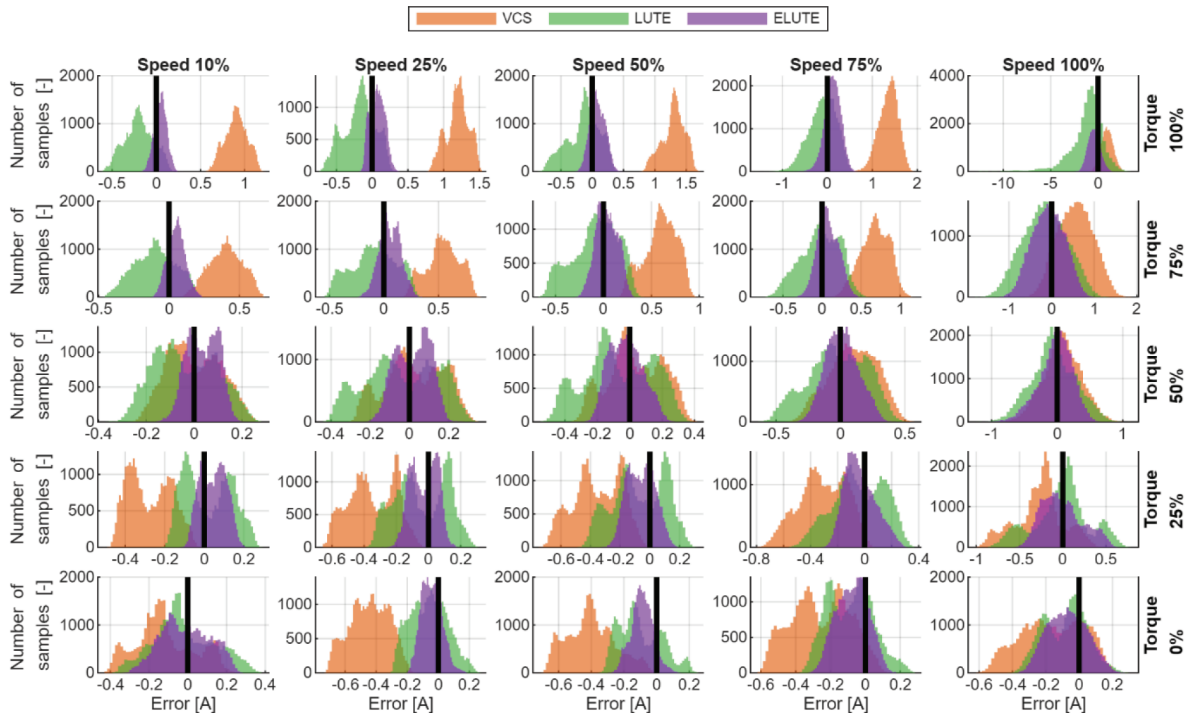 VCS LUTE ELUTE
Speed 10% Speed 25% Speed 50% Speed 75% Speed 100%
Number of samples [-]
2000 1000 0
-0.5 0 0.5 1
1000 500 0
-0.5 0 0.5 1 1.5
2000 1000 0
-0.5 0 0.5 1 1.5
2000 1000 0
-1 0 1 2
4000 2000 0
-10 -5 0
Torque 100%
Number of samples [-]
2000 1000 0
-0.5 0 0.5
2000 1000 0
-0.5 0 0.5
1000 500 0
-0.5 0 0.5 1
2000 1000 0
-0.5 0 0.5 1
1000 500 0
-1 0 1 2
Torque 75%
Number of samples [-]
1000 500 0
-0.4 -0.2 0 0.2
1000 500 0
-0.4 -0.2 0 0.2
1000 500 0
-0.4 -0.2 0 0.2 0.4
1000 0
-0.5 0 0.5
2000 1000 0
-1 0 1
Torque 50%
Number of samples [-]
1000 500 0
-0.4 -0.2 0 0.2
1000 500 0
-0.6 -0.4 -0.2 0 0.2
1000 500 0
-0.6 -0.4 -0.2 0 0.2
1000 500 0
-0.8 -0.4 0 0.4
2000 1000 0
-1 -0.5 0 0.5
Torque 25%
Number of samples [-]
2000 1000 0
-0.4 -0.2 0 0.2 0.4
Error [A]
1000 500 0
-0.6 -0.4 -0.2 0 0.2
Error [A]
2000 1000 0
-0.6 -0.4 -0.2 0 0.2
Error [A]
1000 500 0
-0.6 -0.4 -0.2 0 0.2
Error [A]
2000 1000 0
-0.6 -0.4 -0.2 0 0.2
Error [A]
Torque 0%